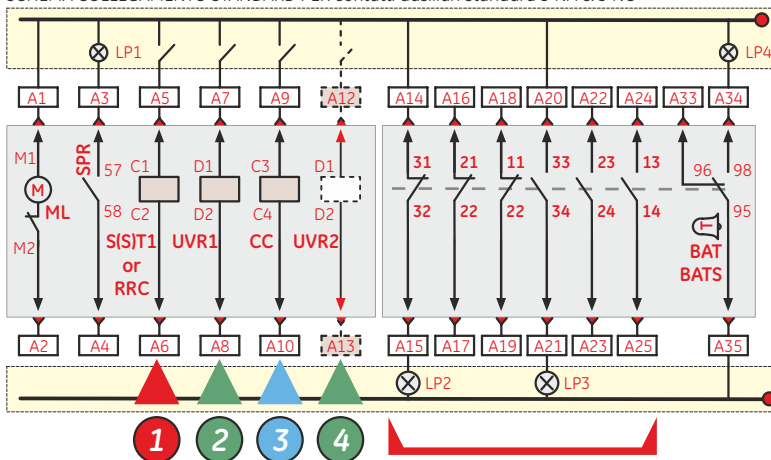 LP1 LP4
A1 A3 A5 A7 A9 A12 A14 A16 A18 A20 A22 A24 A33 A34
M1 SPR 57 C1 D1 C3 D1 31 21 11 33 23 13 96 98
M ML
58 C2 D2 C4 D2 32 22 22 34 24 14 95
M2 S(S)T1 UVR1 CC UVR2 T
or BAT
RRC BATS
A2 A4 A6 A8 A10 A13 A15 A17 A19 A21 A23 A25 A35
LP2 LP3
1 2 3 4